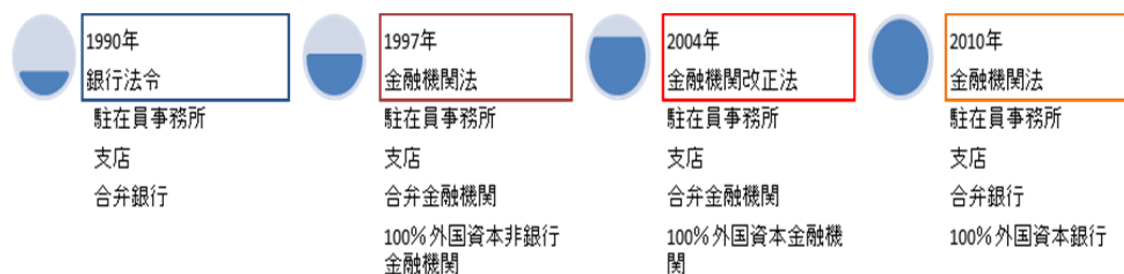 1990年
銀行法令
駐在員事務所
支店
合弁銀行
1997年
金融機関法
駐在員事務所
支店
合弁金融機関
100%外国資本非銀行
金融機関
2004年
金融機関改正法
駐在員事務所
支店
合弁金融機関
100%外国資本金融機
関
2010年
金融機関法
駐在員事務所
支店
合弁銀行
100%外国資本銀行